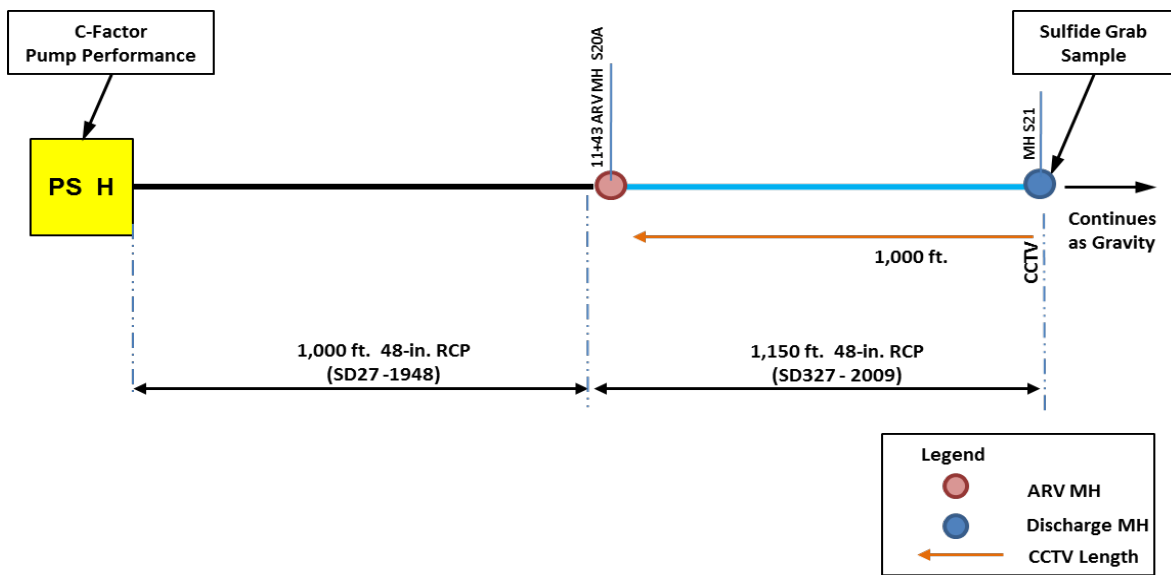 C-Factor
Pump Performance
Sulfide Grab
Sample
11+43 ARV MH S20A
MH S21
PS H
Continues
as Gravity
1,000 ft.
CCTV
1,000 ft. 48-in. RCP
(SD27 -1948)
1,150 ft. 48-in. RCP
(SD327 - 2009)
Legend
ARV MH
Discharge MH
CCTV Length